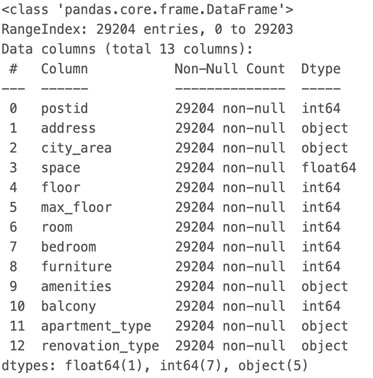 <class 'pandas.core.frame.DataFrame'>
RangeIndex: 29204 entries, 0 to 29203
Data columns (total 13 columns):
 #   Column           Non-Null Count  Dtype
---  ------           --------------  -----
 0   postid           29204 non-null  int64
 1   address          29204 non-null  object
 2   city_area        29204 non-null  object
 3   space            29204 non-null  float64
 4   floor            29204 non-null  int64
 5   max_floor        29204 non-null  int64
 6   room             29204 non-null  int64
 7   bedroom          29204 non-null  int64
 8   furniture        29204 non-null  int64
 9   amenities        29204 non-null  object
 10  balcony          29204 non-null  int64
 11  apartment_type   29204 non-null  object
 12  renovation_type  29204 non-null  object
dtypes: float64(1), int64(7), object(5)